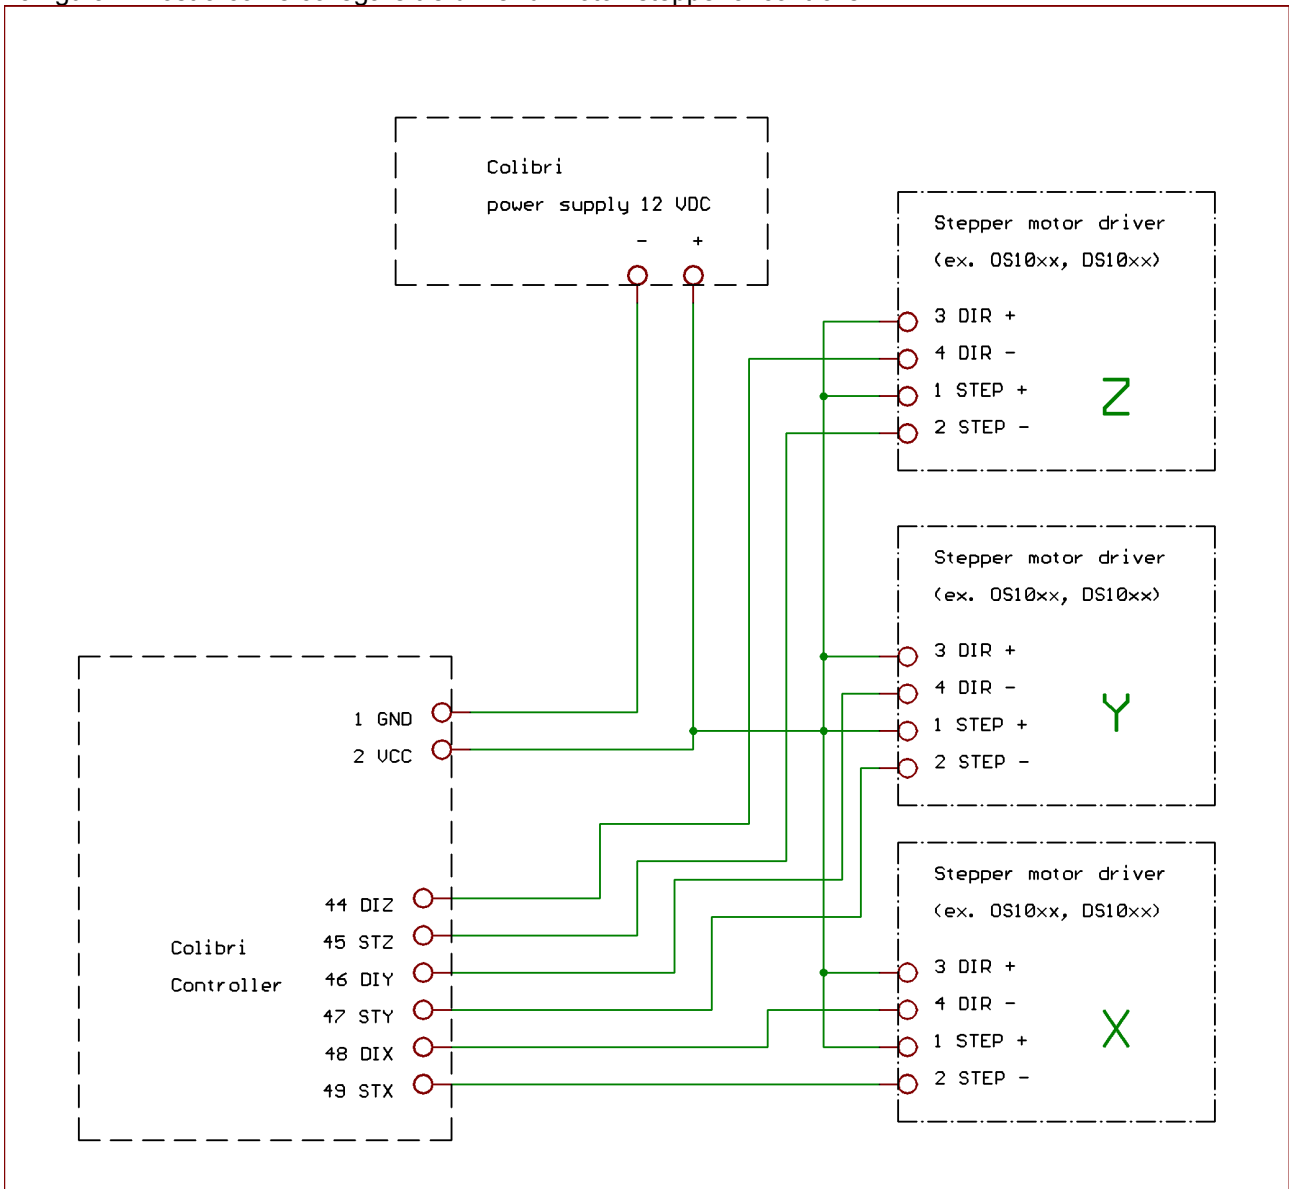 Colibri
power supply 12 VDC
- +
Stepper motor driver
(ex. OS10xx, DS10xx)
3 DIR +
4 DIR -
1 STEP +
2 STEP -
Z
Stepper motor driver
(ex. OS10xx, DS10xx)
3 DIR +
4 DIR -
1 STEP +
2 STEP -
Y
1 GND
2 VCC
44 DIZ
45 STZ
46 DIY
47 STY
48 DIX
49 STX
Colibri
Controller
Stepper motor driver
(ex. OS10xx, DS10xx)
3 DIR +
4 DIR -
1 STEP +
2 STEP -
X